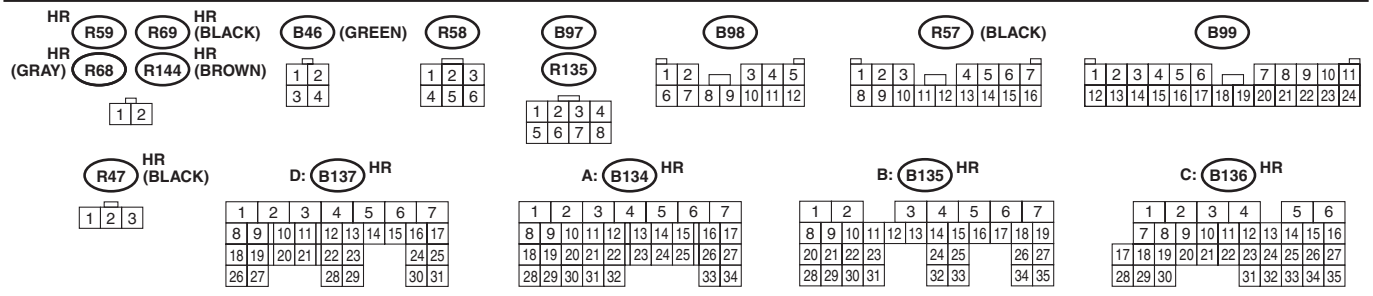 HR R59 R69 HR (BLACK) B46 (GREEN) R58 B97 B98 R57 (BLACK) B99
HR (GRAY) R68 R144 HR (BROWN) R135
1 2
1 2
3 4
1 2 3
4 5 6
1 2 3 4
5 6 7 8
1 2 3 4 5
6 7 8 9 10 11 12
1 2 3 4 5 6 7
8 9 10 11 12 13 14 15 16
1 2 3 4 5 6 7 8 9 10 11
12 13 14 15 16 17 18 19 20 21 22 23 24
R47 HR (BLACK)
1 2 3
D: B137 HR
1 2 3 4 5 6 7
8 9 10 11 12 13 14 15 16 17
18 19 20 21 22 23 24 25
26 27 28 29 30 31
A: B134 HR
1 2 3 4 5 6 7
8 9 10 11 12 13 14 15 16 17
18 19 20 21 22 23 24 25 26 27
28 29 30 31 32 33 34
B: B135 HR
1 2 3 4 5 6 7
8 9 10 11 12 13 14 15 16 17 18 19
20 21 22 23 24 25 26 27
28 29 30 31 32 33 34 35
C: B136 HR
1 2 3 4 5 6
7 8 9 10 11 12 13 14 15 16
17 18 19 20 21 22 23 24 25 26 27
28 29 30 31 32 33 34 35